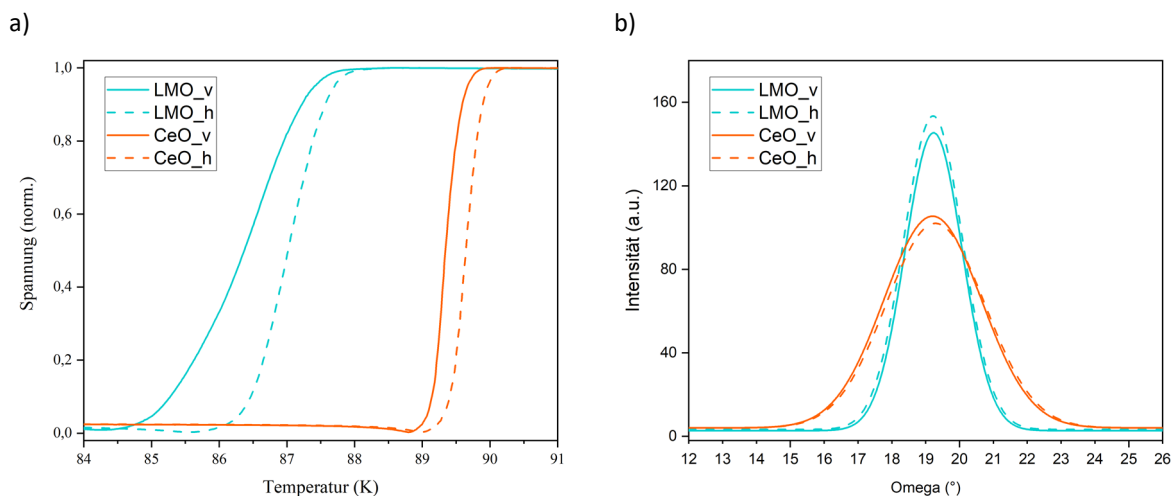 a)
1,0
0,8
0,6
0,4
0,2
0,0
Spannung (norm.)
LMO_v
LMO_h
CeO_v
CeO_h
84 85 86 87 88 89 90 91
Temperatur (K)
b)
160
120
80
40
0
Intensität (a.u.)
LMO_v
LMO_h
CeO_v
CeO_h
12 13 14 15 16 17 18 19 20 21 22 23 24 25 26
Omega (°)